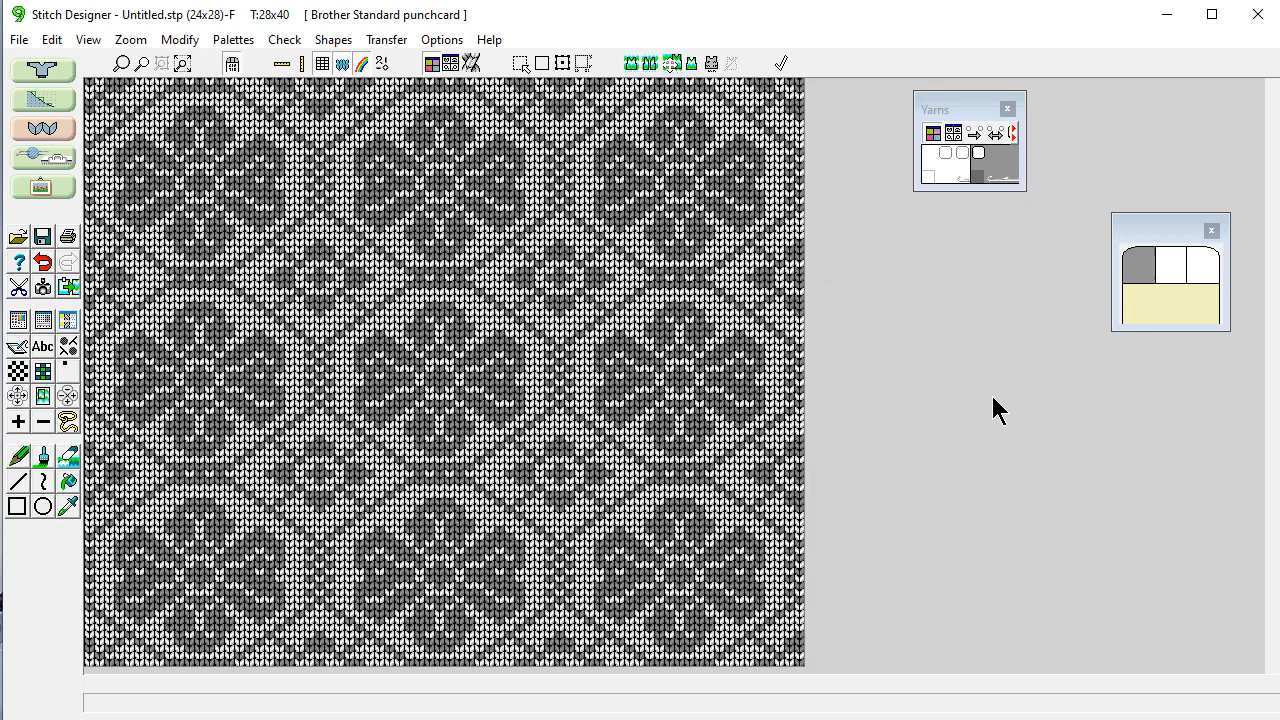 Stitch Designer - Untitled.stp (24x28)-F T:28x40 [ Brother Standard punchcard ]
File Edit View Zoom Modify Palettes Check Shapes Transfer Options Help
Yarns
Abc